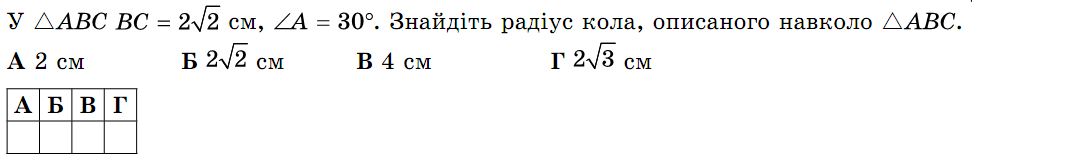 У △ABC BC = 2√2 см, ∠A = 30°. Знайдіть радіус кола, описаного навколо △ABC.
А 2 см Б 2√2 см В 4 см Г 2√3 см
А Б В Г